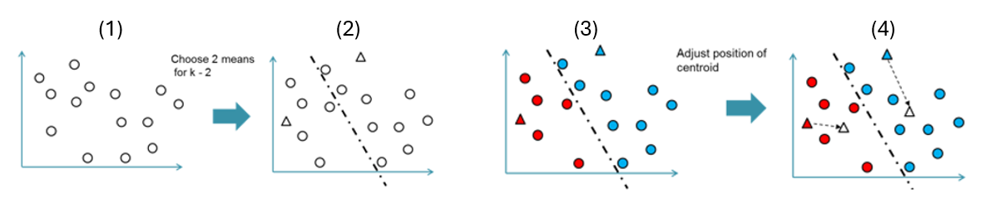 (1)
(2)
(3)
(4)
Choose 2 means
for k - 2
Adjust position of
centroid